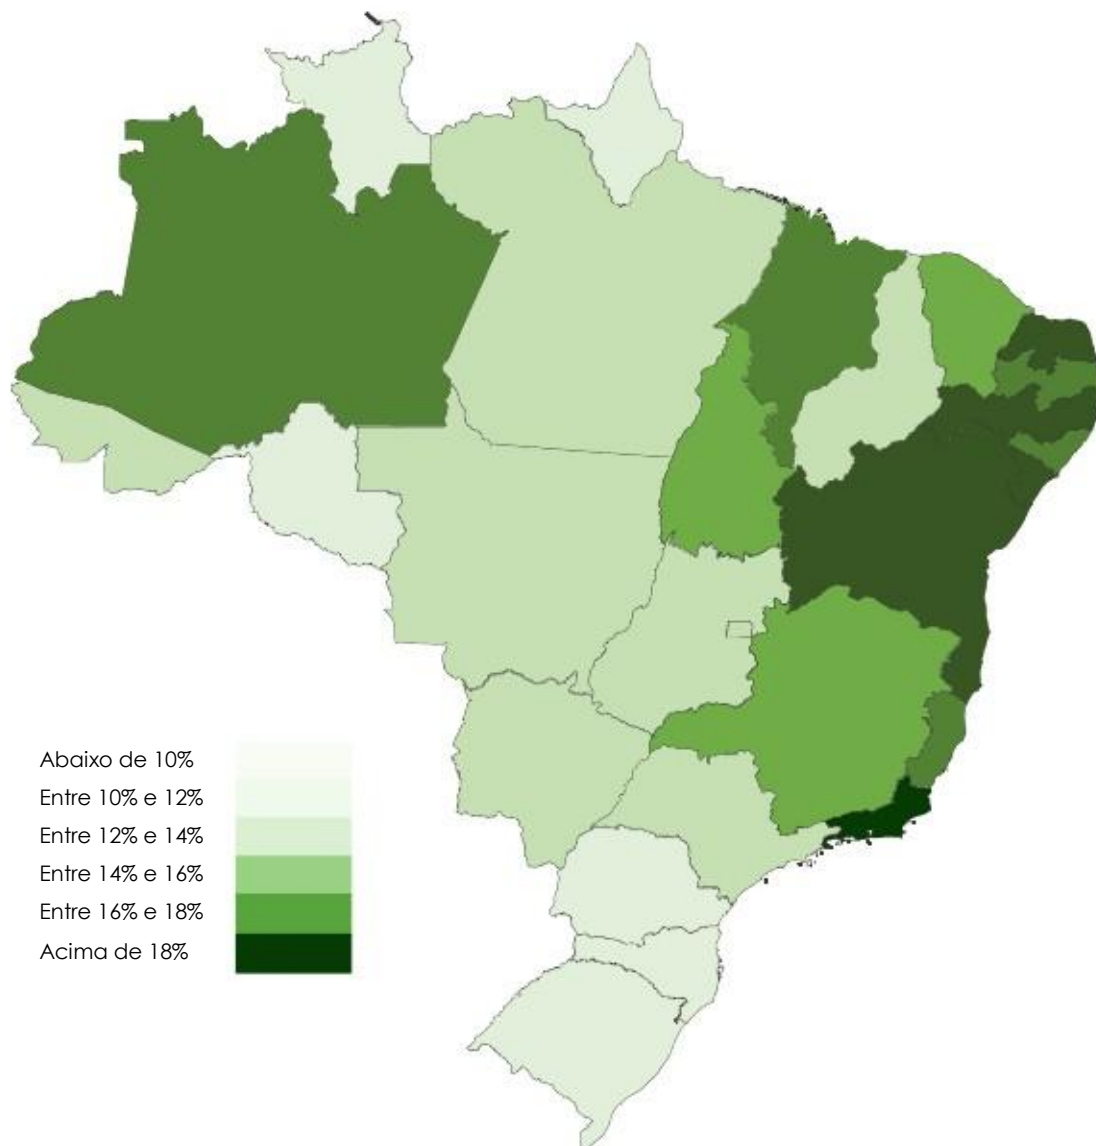 Abaixo de 10%
Entre 10% e 12%
Entre 12% e 14%
Entre 14% e 16%
Entre 16% e 18%
Acima de 18%